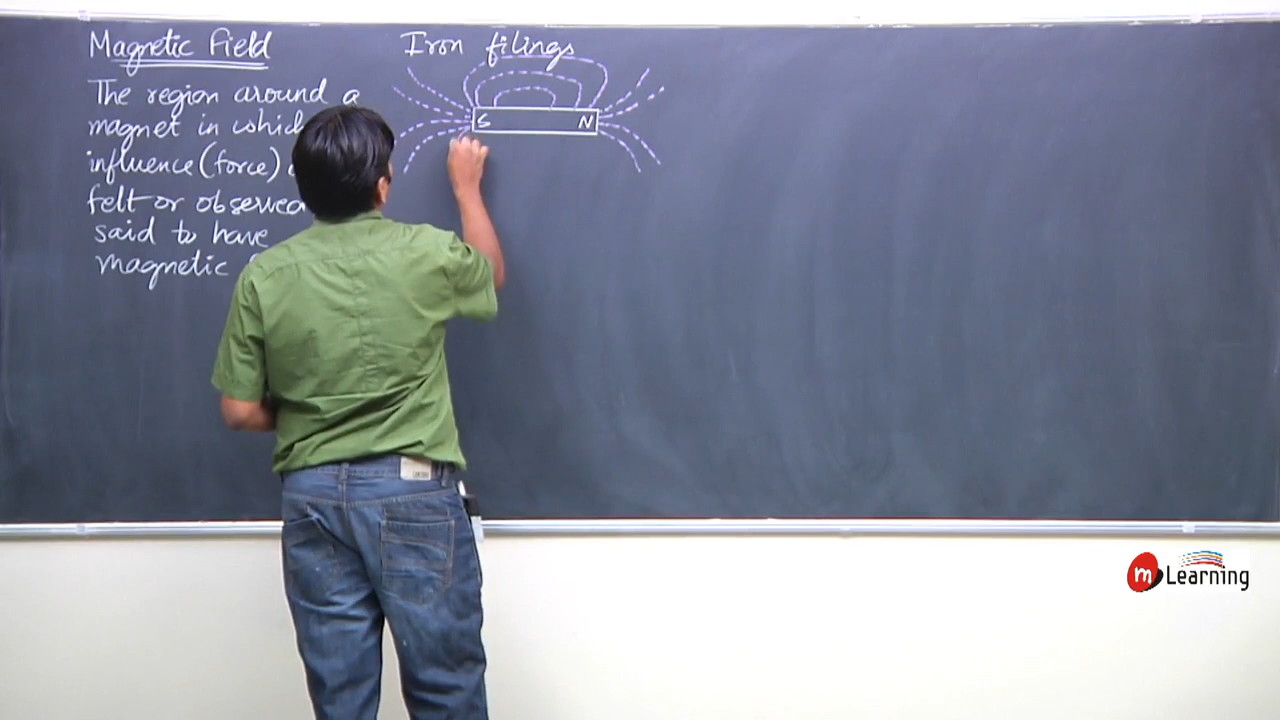 Magnetic Field
The region around a
magnet in which
influence (force)
felt or observed
said to have
magnetic
Iron filings
S N
m Learning